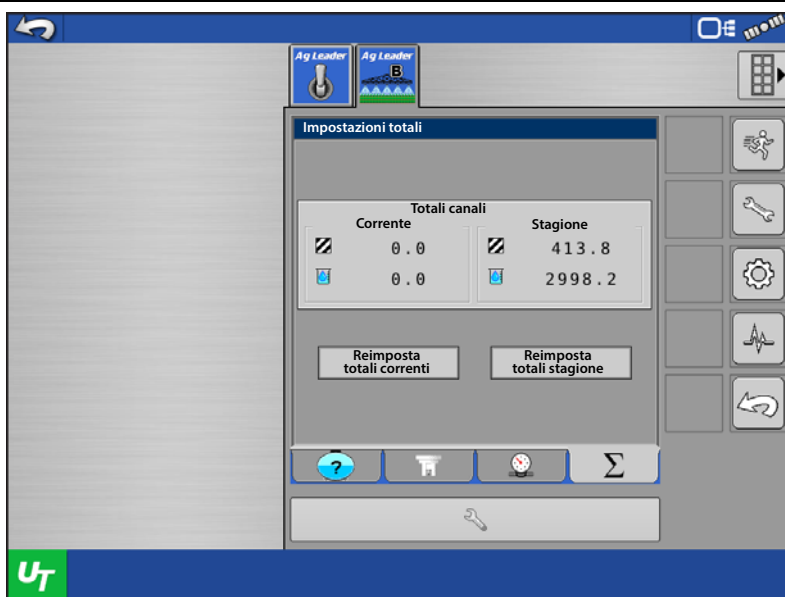 Ag Leader
Ag Leader
B
Impostazioni totali
Totali canali
Corrente
Stagione
0.0
413.8
0.0
2998.2
Reimposta
totali correnti
Reimposta
totali stagione
?
Σ
UT